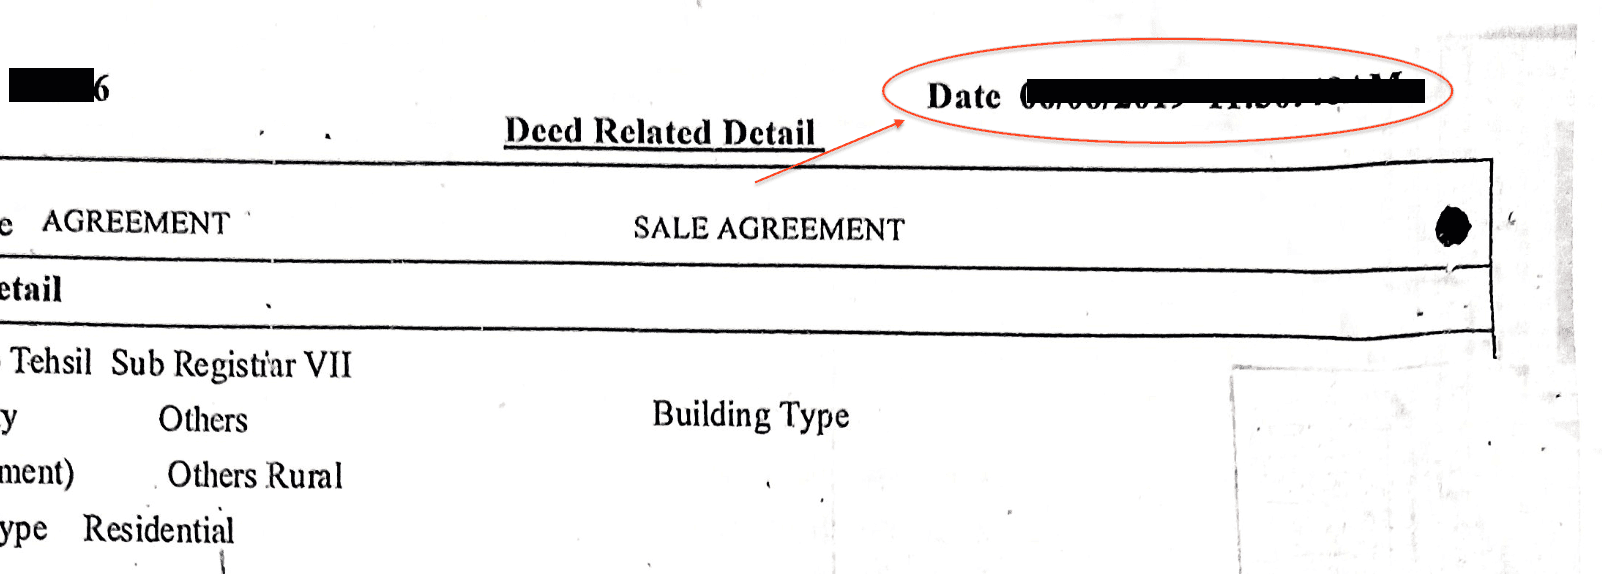 6
Date
Deed Related Detail
e AGREEMENT SALE AGREEMENT
etail
Tehsil Sub Registrar VII
y Others Building Type
ment) Others Rural
ype Residential